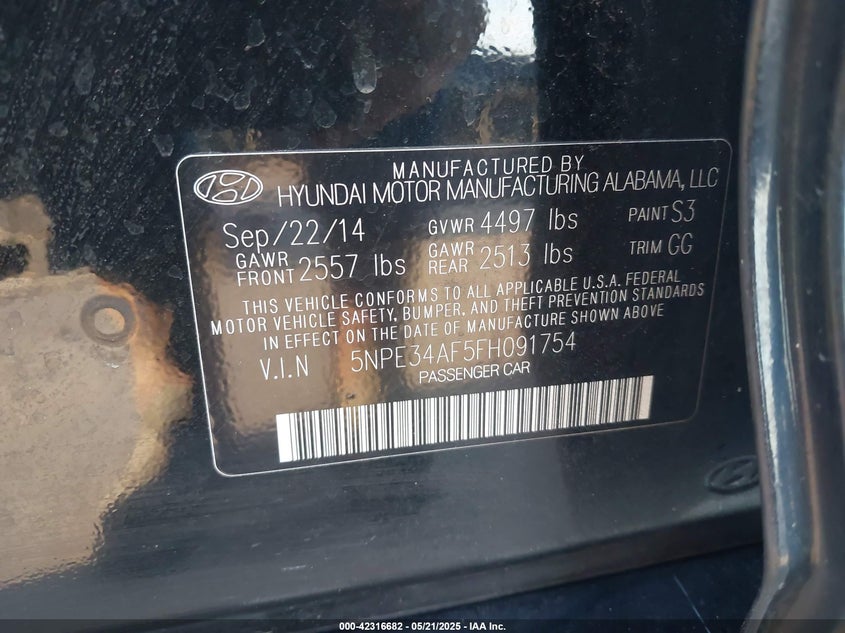 MANUFACTURED BY
HYUNDAI MOTOR MANUFACTURING ALABAMA, LLC
Sep/22/14 GVWR 4497 lbs PAINT S3
GAWR FRONT 2557 lbs GAWR REAR 2513 lbs TRIM GG
THIS VEHICLE CONFORMS TO ALL APPLICABLE U.S.A. FEDERAL
MOTOR VEHICLE SAFETY, BUMPER, AND THEFT PREVENTION STANDARDS
IN EFFECT ON THE DATE OF MANUFACTURE SHOWN ABOVE
V.I.N 5NPE34AF5FH091754
PASSENGER CAR
000-42316682 - 05/21/2025 - IAA Inc.